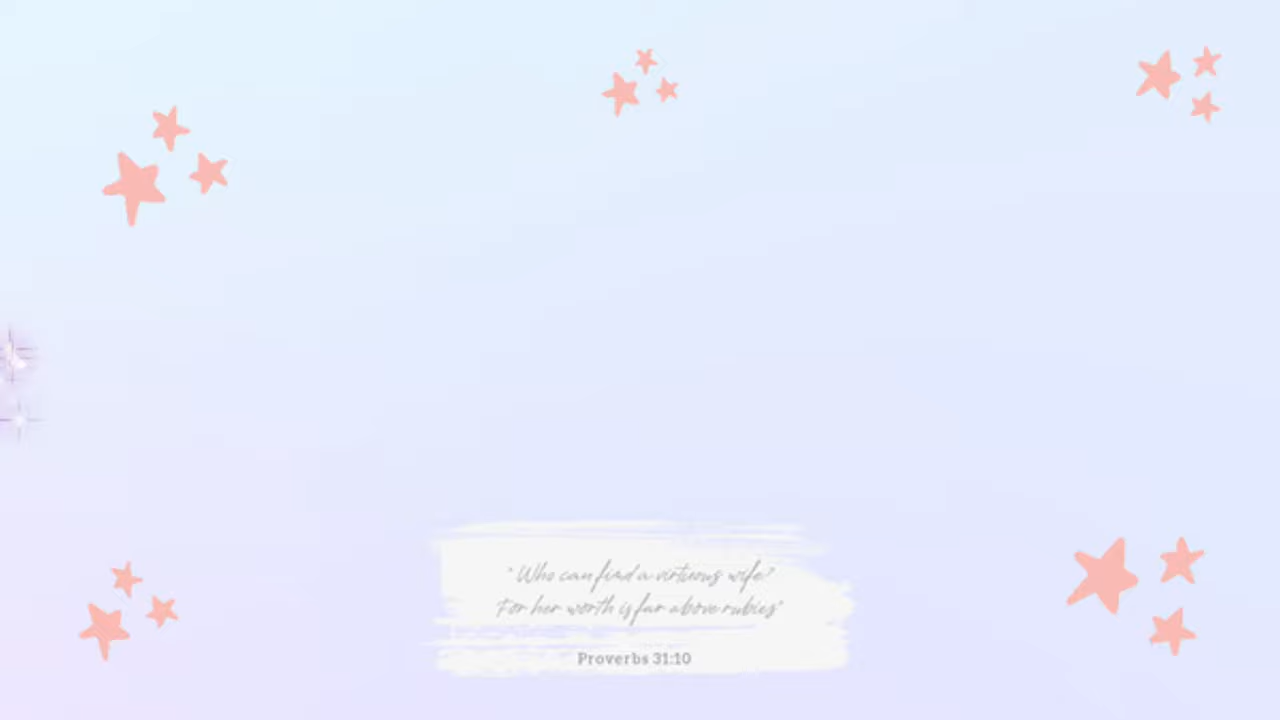 " Who can find a virtuous wife?
For her worth is far above rubies"
Proverbs 31:10